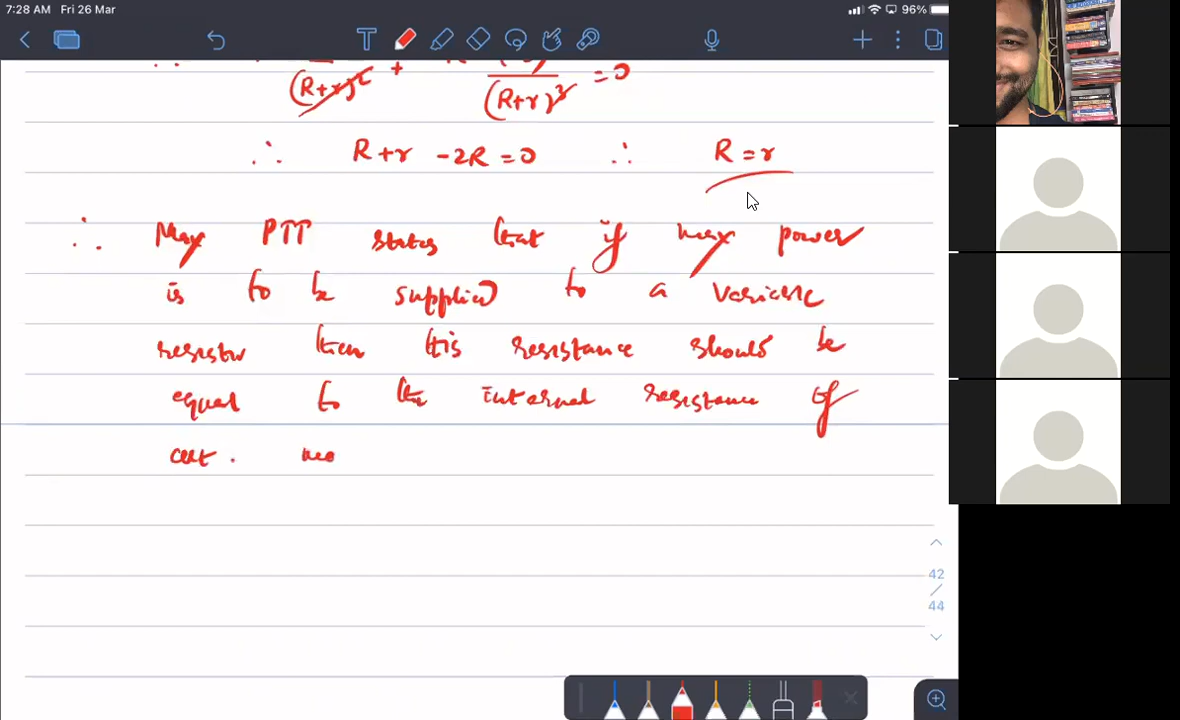 7:28 AM Fri 26 Mar
96%
∴
(R+r)² + (R+r)³ = 0
∴ R+r -2R = 0 ∴ R = r
∴ Max PTT states that if max power
is to be supplied to a variable
resistor then this resistance should be
equal to the internal resistance of
cut.
42
/
44